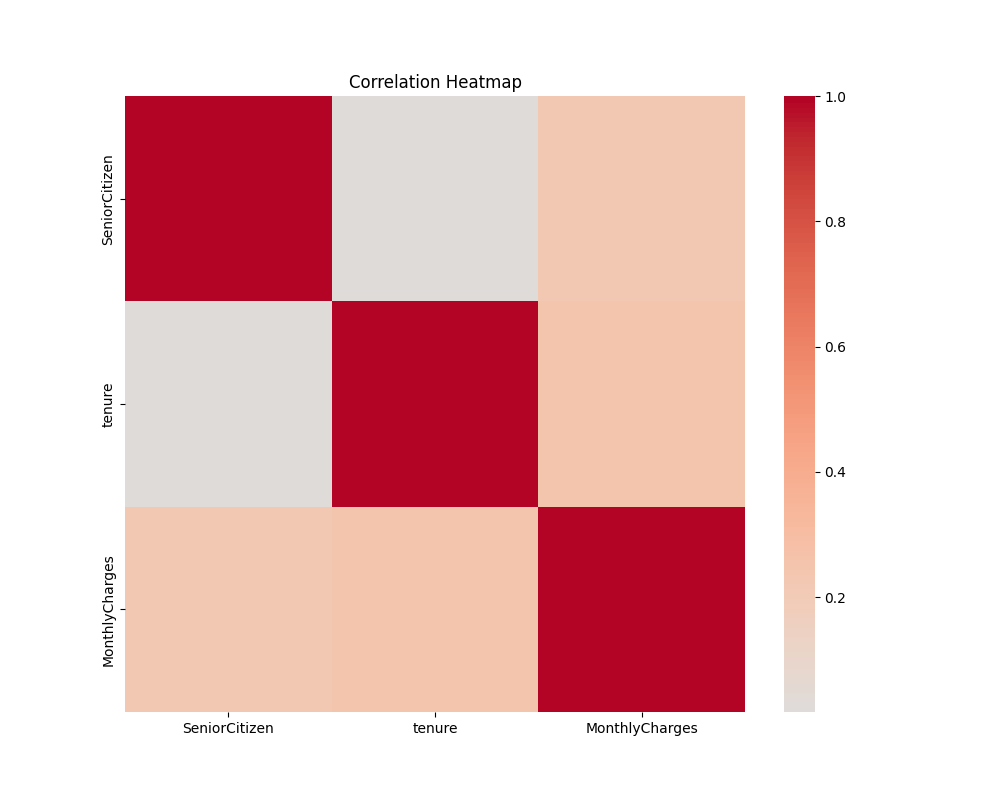 Correlation Heatmap
SeniorCitizen
tenure
MonthlyCharges
SeniorCitizen
tenure
MonthlyCharges
1.0
0.8
0.6
0.4
0.2